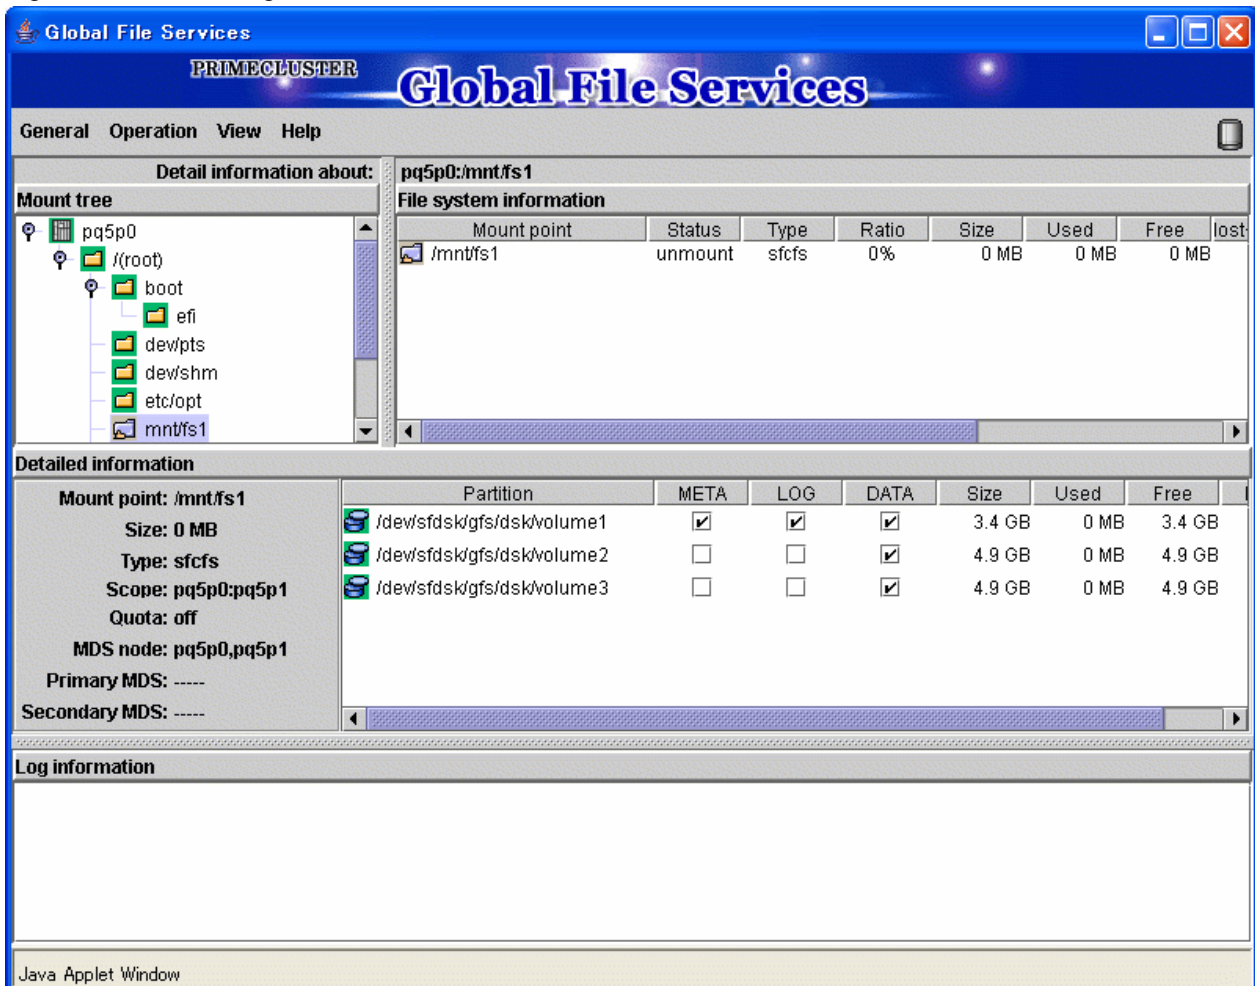 Global File Services
PRIMECLUSTER
Global File Services
General Operation View Help
Detail information about: pq5p0:/mnt/fs1
Mount tree
pq5p0
/(root)
boot
efi
dev/pts
dev/shm
etc/opt
mnt/fs1
File system information
Mount point Status Type Ratio Size Used Free lost-
/mnt/fs1 unmount sfcfs 0% 0 MB 0 MB 0 MB
Detailed information
Mount point: /mnt/fs1
Size: 0 MB
Type: sfcfs
Scope: pq5p0:pq5p1
Quota: off
MDS node: pq5p0,pq5p1
Primary MDS: -----
Secondary MDS: -----
Partition META LOG DATA Size Used Free
/dev/sfdsk/gfs/dsk/volume1 3.4 GB 0 MB 3.4 GB
/dev/sfdsk/gfs/dsk/volume2 4.9 GB 0 MB 4.9 GB
/dev/sfdsk/gfs/dsk/volume3 4.9 GB 0 MB 4.9 GB
Log information
Java Applet Window